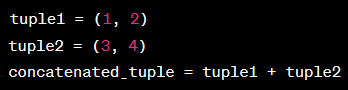 tuple1 = (1, 2)
tuple2 = (3, 4)
concatenated_tuple = tuple1 + tuple2